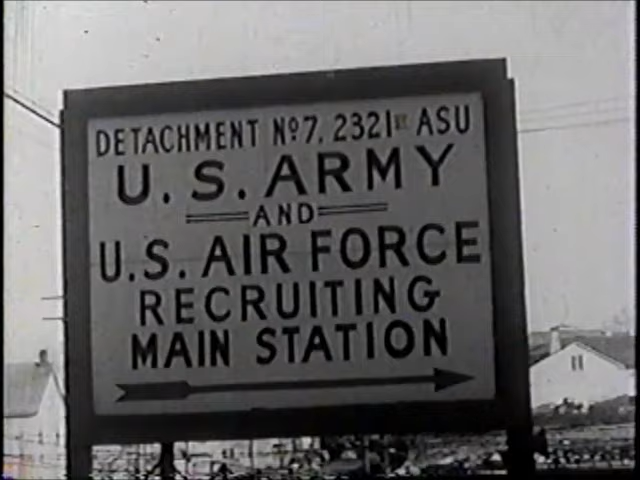 DETACHMENT Nº7. 2321ST ASU
U.S. ARMY
AND
U.S. AIR FORCE
RECRUITING
MAIN STATION